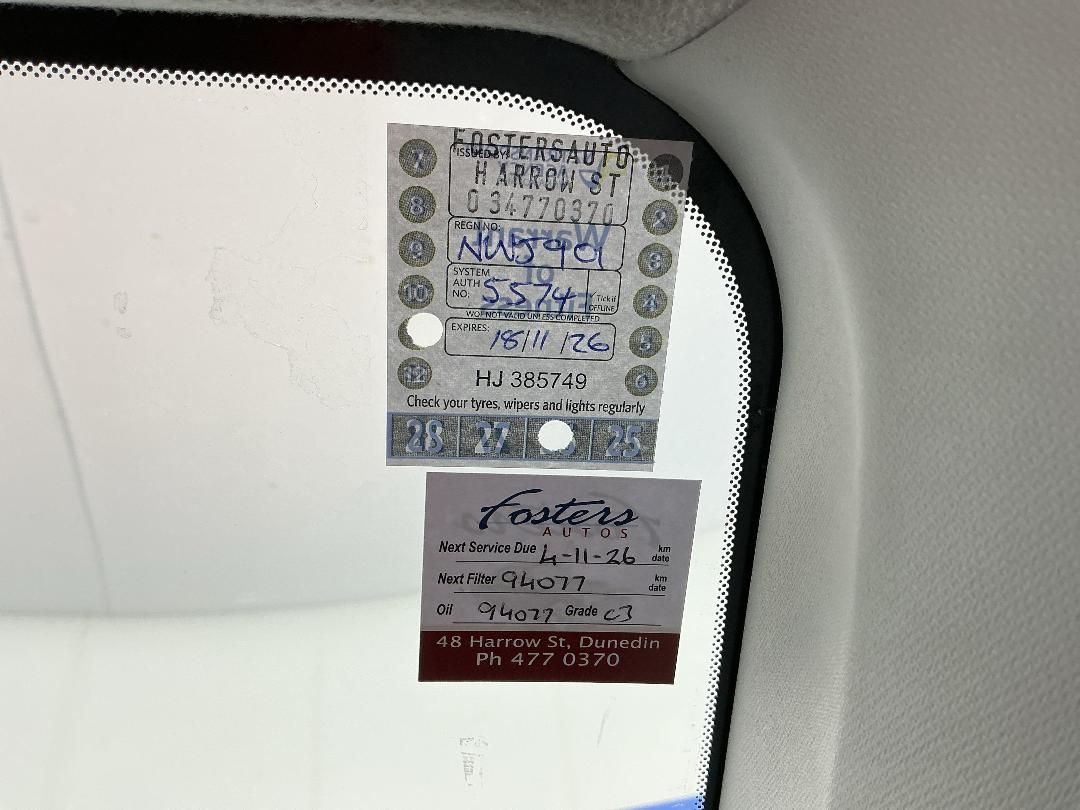 FOSTERSAUTO
ISSUED BY:
HARROW ST
034770370
REGN NO:
NWJ901
SYSTEM AUTH NO: 5574 Tick if OFFLINE
WOF NOT VALID UNLESS COMPLETED
EXPIRES: 18/11/26
HJ 385749
Check your tyres, wipers and lights regularly
7 1
8 2
9 3
10 4
5
12 6
28 27 25
Warrant
of
Fitness
Fosters
AUTOS
Next Service Due 4-11-26 km date
Next Filter 94077 km date
Oil 94077 Grade C3
48 Harrow St, Dunedin
Ph 477 0370